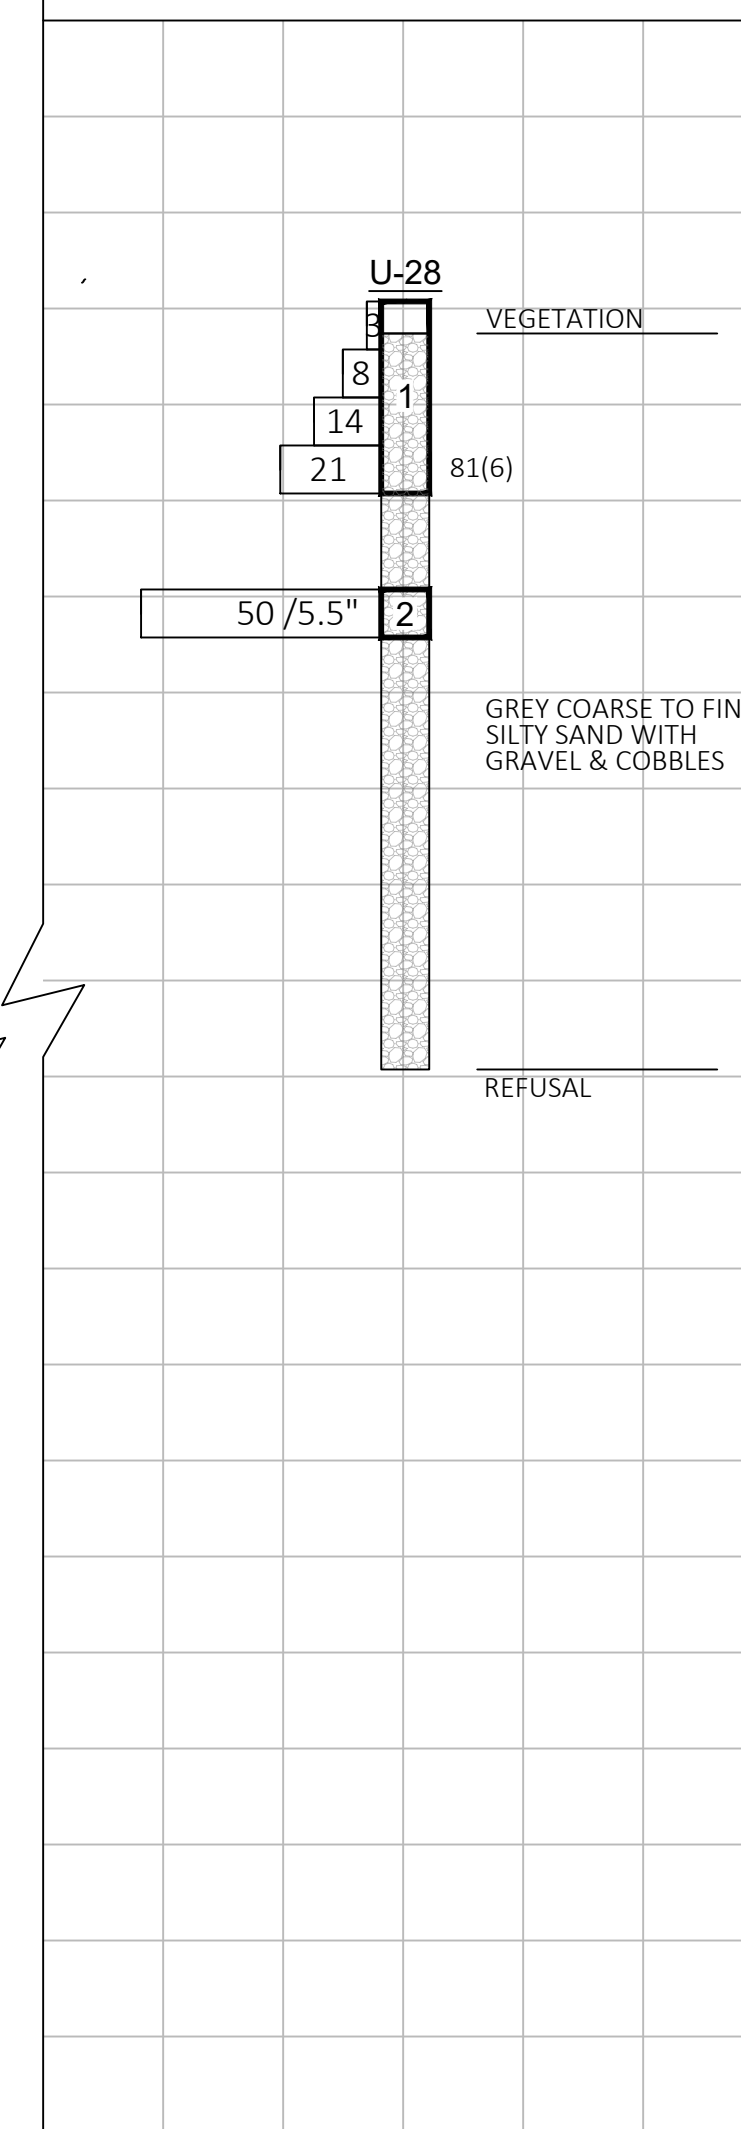 U-28
3
VEGETATION
8
1
14
21
81(6)
50 /5.5"
2
GREY COARSE TO FIN
SILTY SAND WITH
GRAVEL & COBBLES
REFUSAL